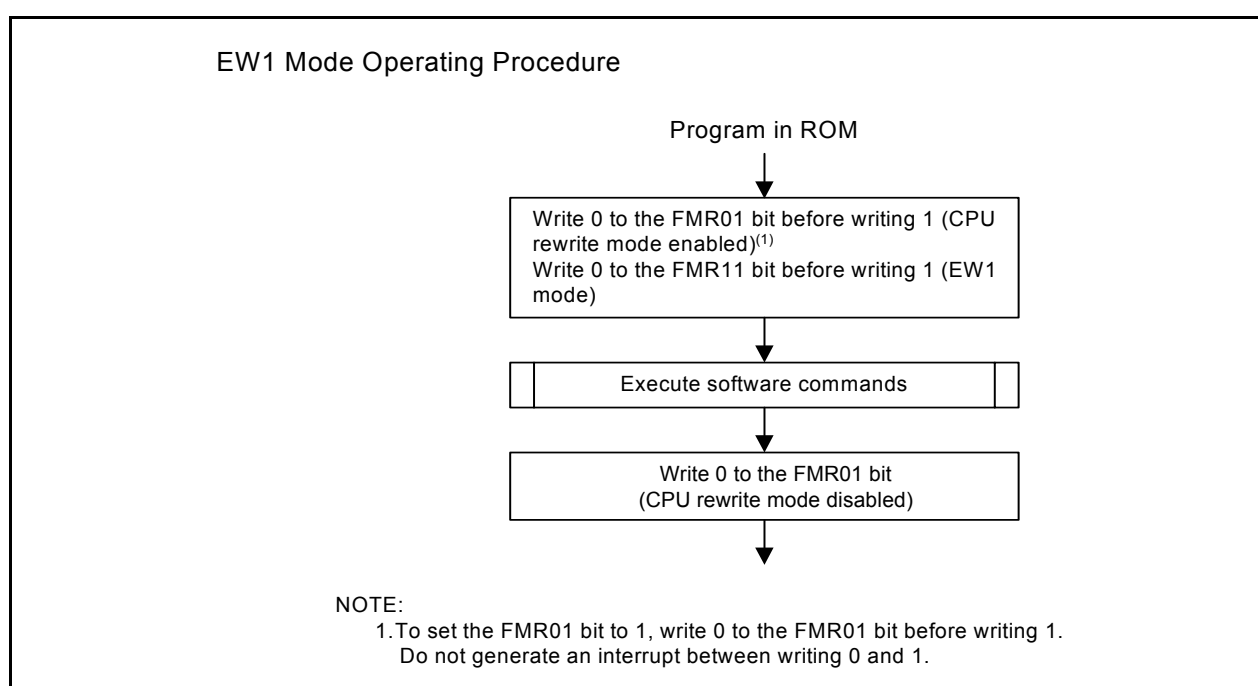 EW1 Mode Operating Procedure
Program in ROM
Write 0 to the FMR01 bit before writing 1 (CPU
rewrite mode enabled)(1)
Write 0 to the FMR11 bit before writing 1 (EW1
mode)
Execute software commands
Write 0 to the FMR01 bit
(CPU rewrite mode disabled)
NOTE:
1.To set the FMR01 bit to 1, write 0 to the FMR01 bit before writing 1.
Do not generate an interrupt between writing 0 and 1.